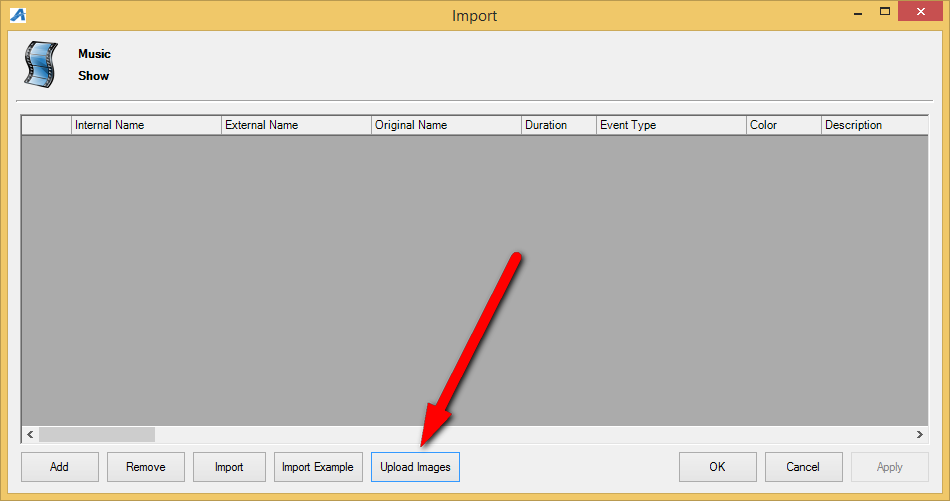 Import
Music
Show
Internal Name External Name Original Name Duration Event Type Color Description
Add Remove Import Import Example Upload Images OK Cancel Apply